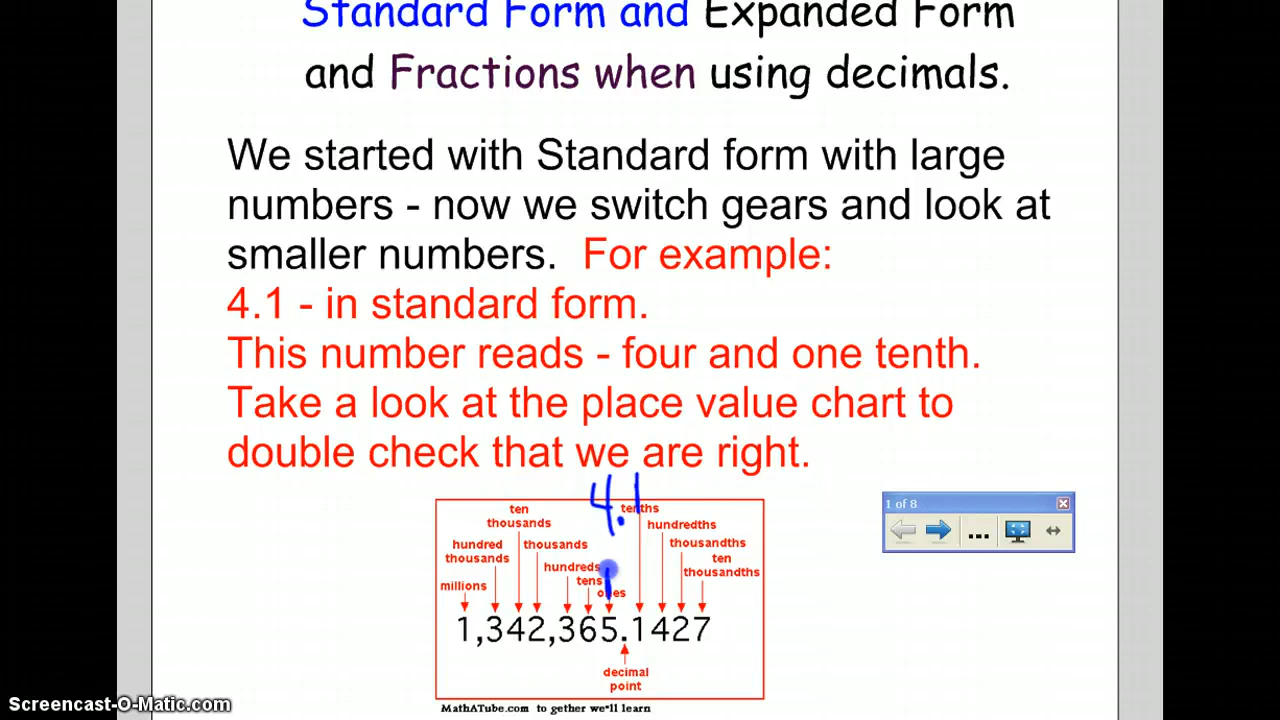 Standard Form and Expanded Form
and Fractions when using decimals.
We started with Standard form with large
numbers - now we switch gears and look at
smaller numbers.  For example:
4.1 - in standard form.
This number reads - four and one tenth.
Take a look at the place value chart to
double check that we are right.
4.1
1 of 8
...
ten
thousands
tenths
hundredths
hundred
thousands
thousands
thousandths
hundreds
ten
thousandths
millions
tens
ones
1,342,365.1427
decimal
point
MathATube.com to gether we"ll learn
Screencast-O-Matic.com